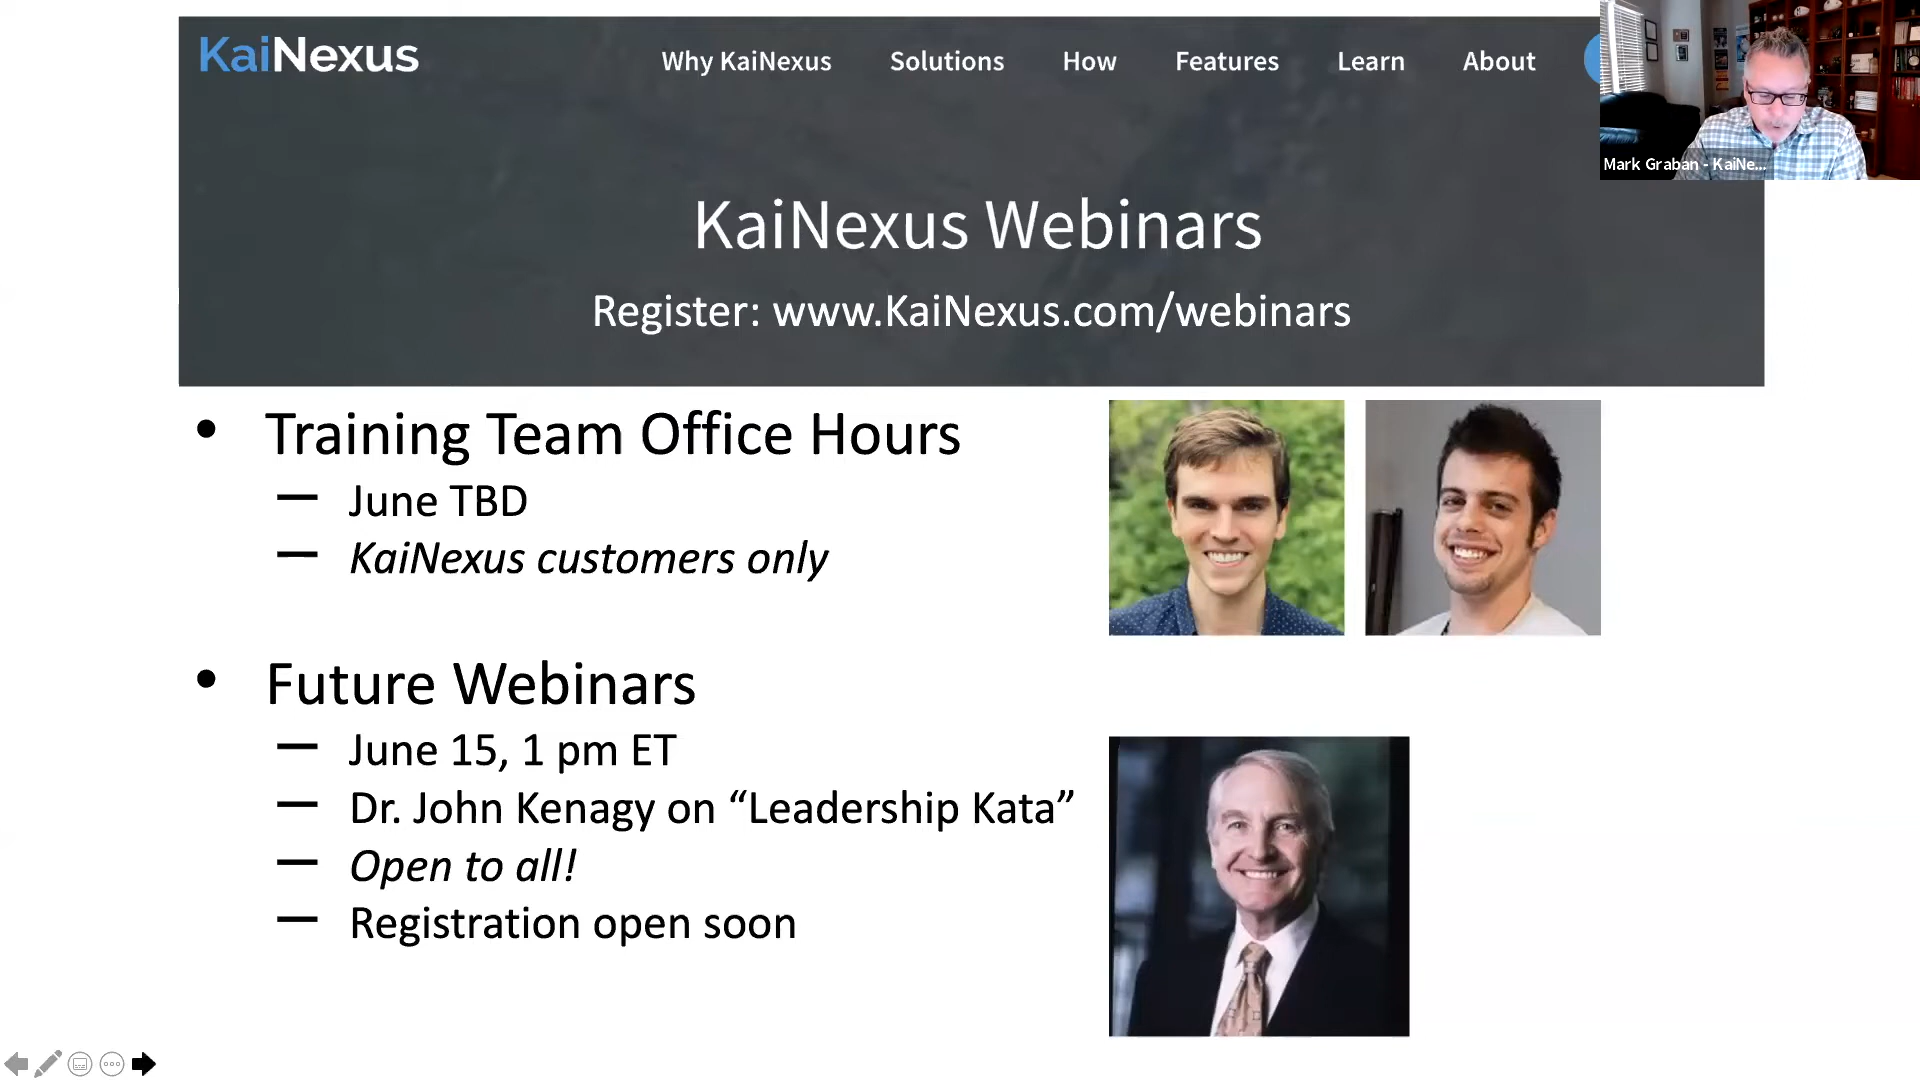 KaiNexus
Why KaiNexus Solutions How Features Learn About
Mark Graban - KaiNe...
KaiNexus Webinars
Register: www.KaiNexus.com/webinars
• Training Team Office Hours
— June TBD
— KaiNexus customers only
• Future Webinars
— June 15, 1 pm ET
— Dr. John Kenagy on “Leadership Kata”
— Open to all!
— Registration open soon